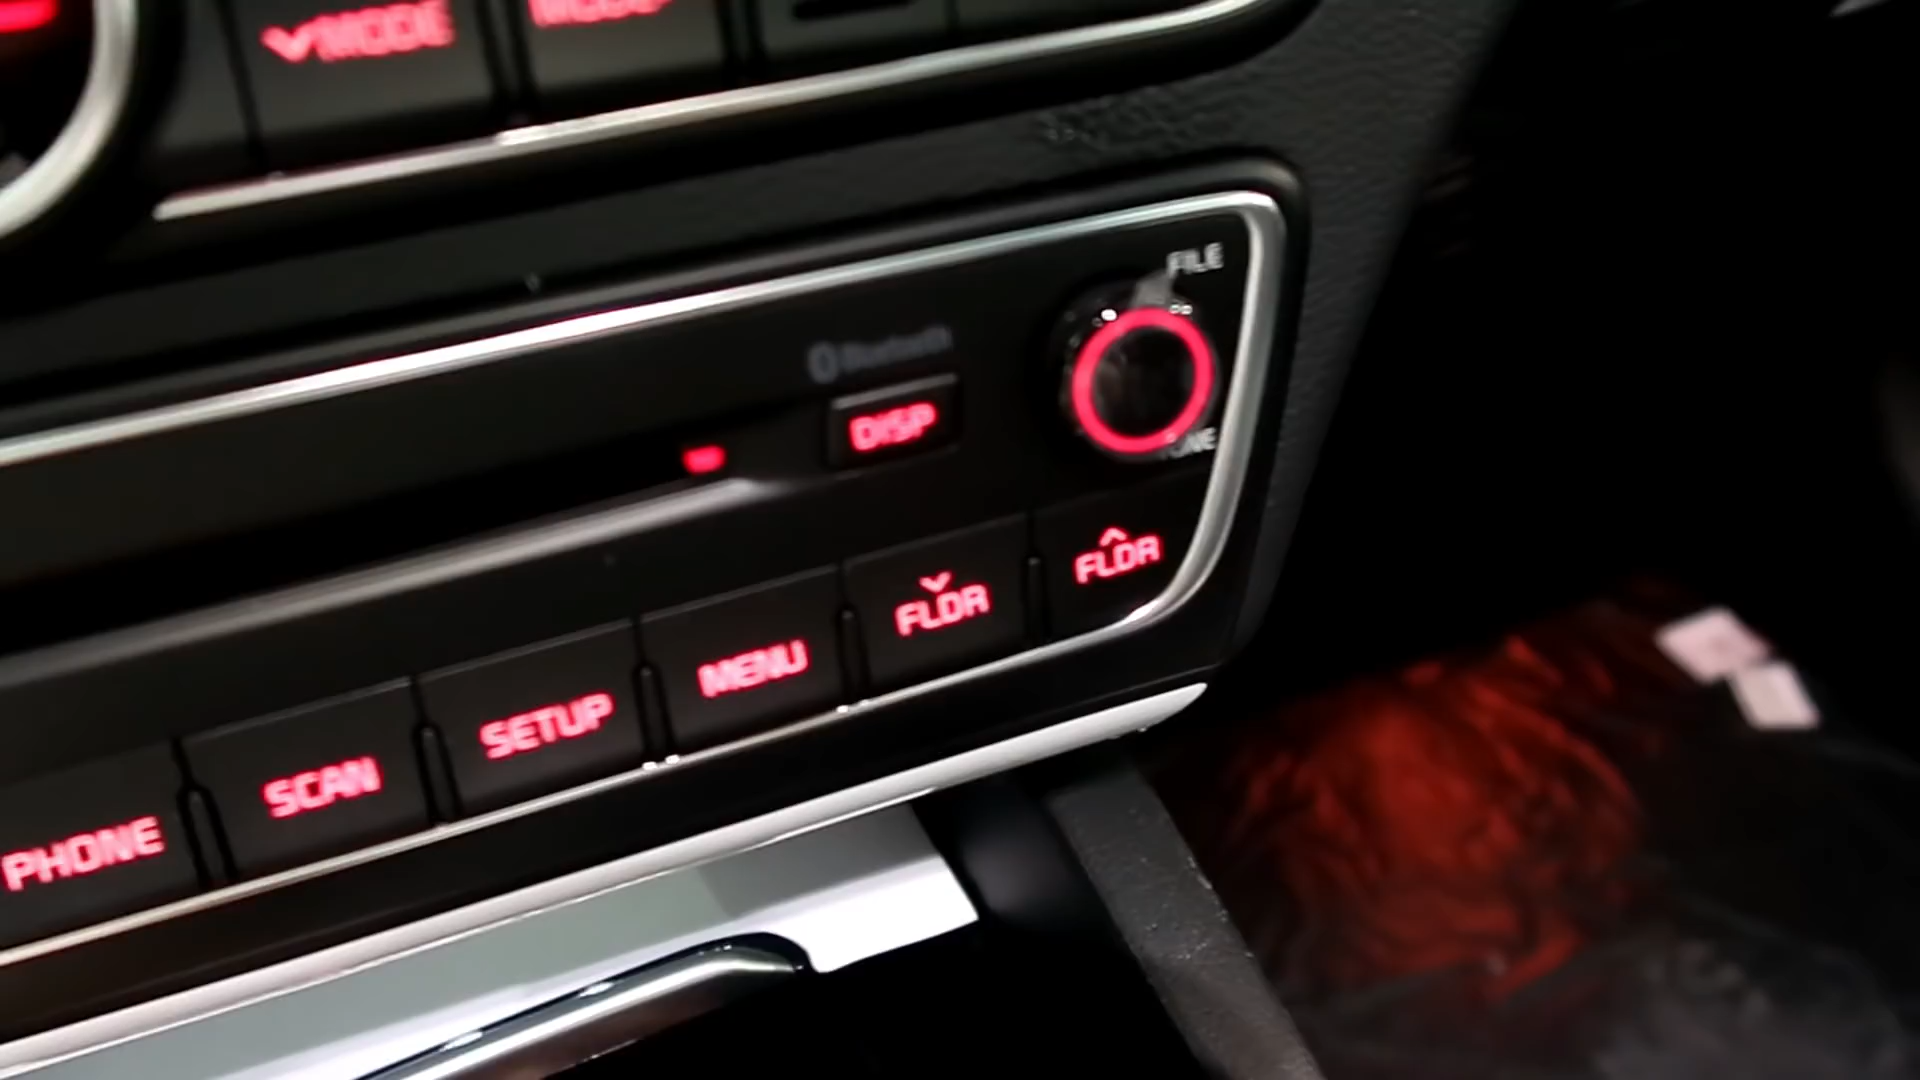 MODE
FILE
Bluetooth
DISP
FLDR
FLDR
MENU
SETUP
SCAN
PHONE